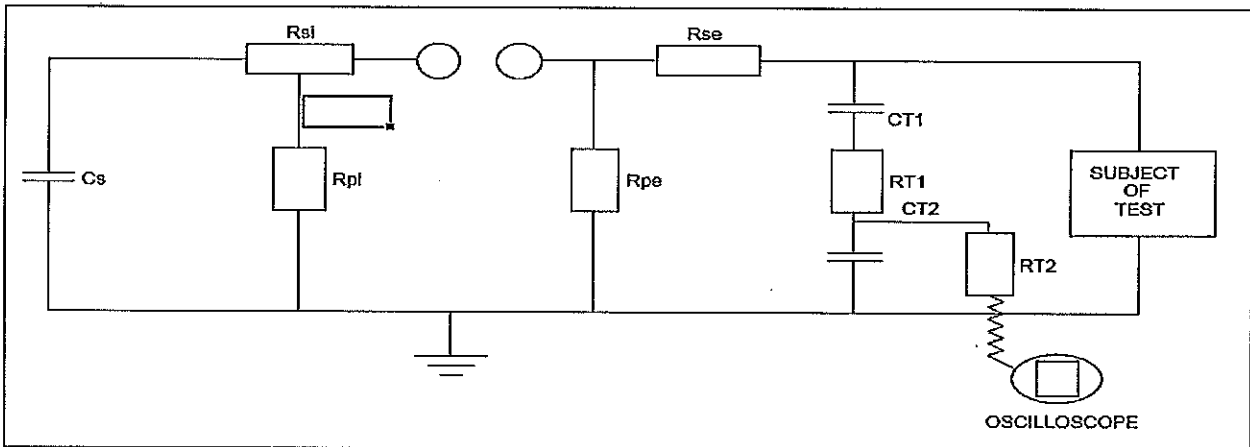 Rsi
Rse
CT1
Cs
Rpi
Rpe
RT1
CT2
SUBJECT
OF
TEST
RT2
OSCILLOSCOPE